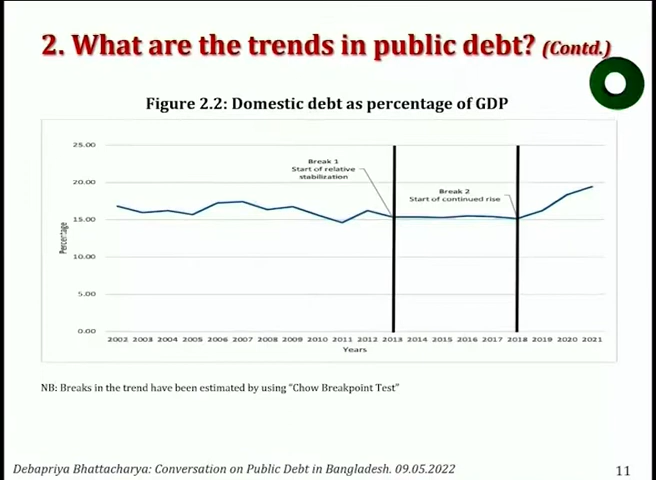 2. What are the trends in public debt? (Contd.)
Figure 2.2: Domestic debt as percentage of GDP
25.00
20.00
15.00
10.00
5.00
0.00
Percentage
Break 1
Start of relative
stabilization
Break 2
Start of continued rise
2002 2003 2004 2005 2006 2007 2008 2009 2010 2011 2012 2013 2014 2015 2016 2017 2018 2019 2020 2021
Years
NB: Breaks in the trend have been estimated by using "Chow Breakpoint Test"
Debapriya Bhattacharya: Conversation on Public Debt in Bangladesh. 09.05.2022
11